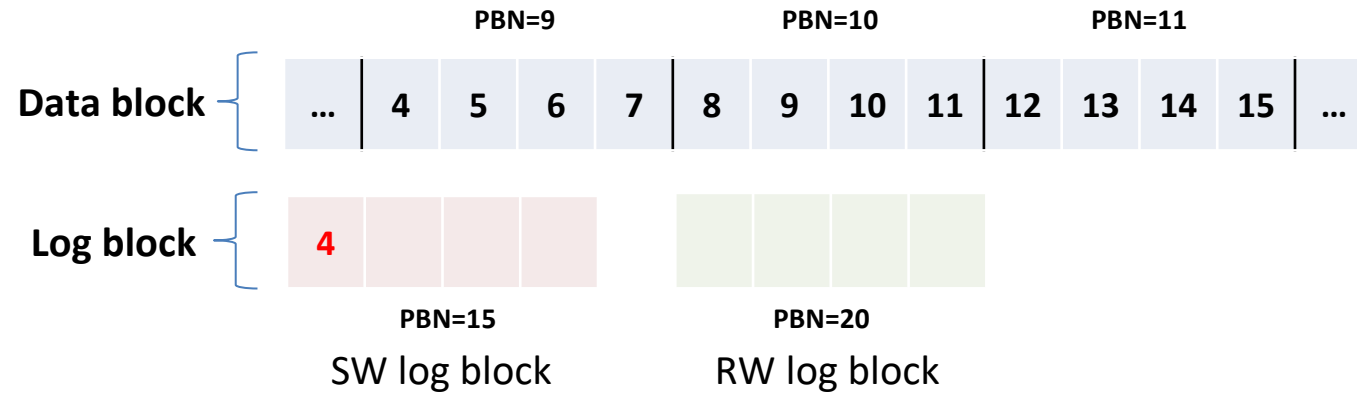 PBN=9 PBN=10 PBN=11
Data block ... 4 5 6 7 8 9 10 11 12 13 14 15 ...
Log block 4
PBN=15 PBN=20
SW log block RW log block